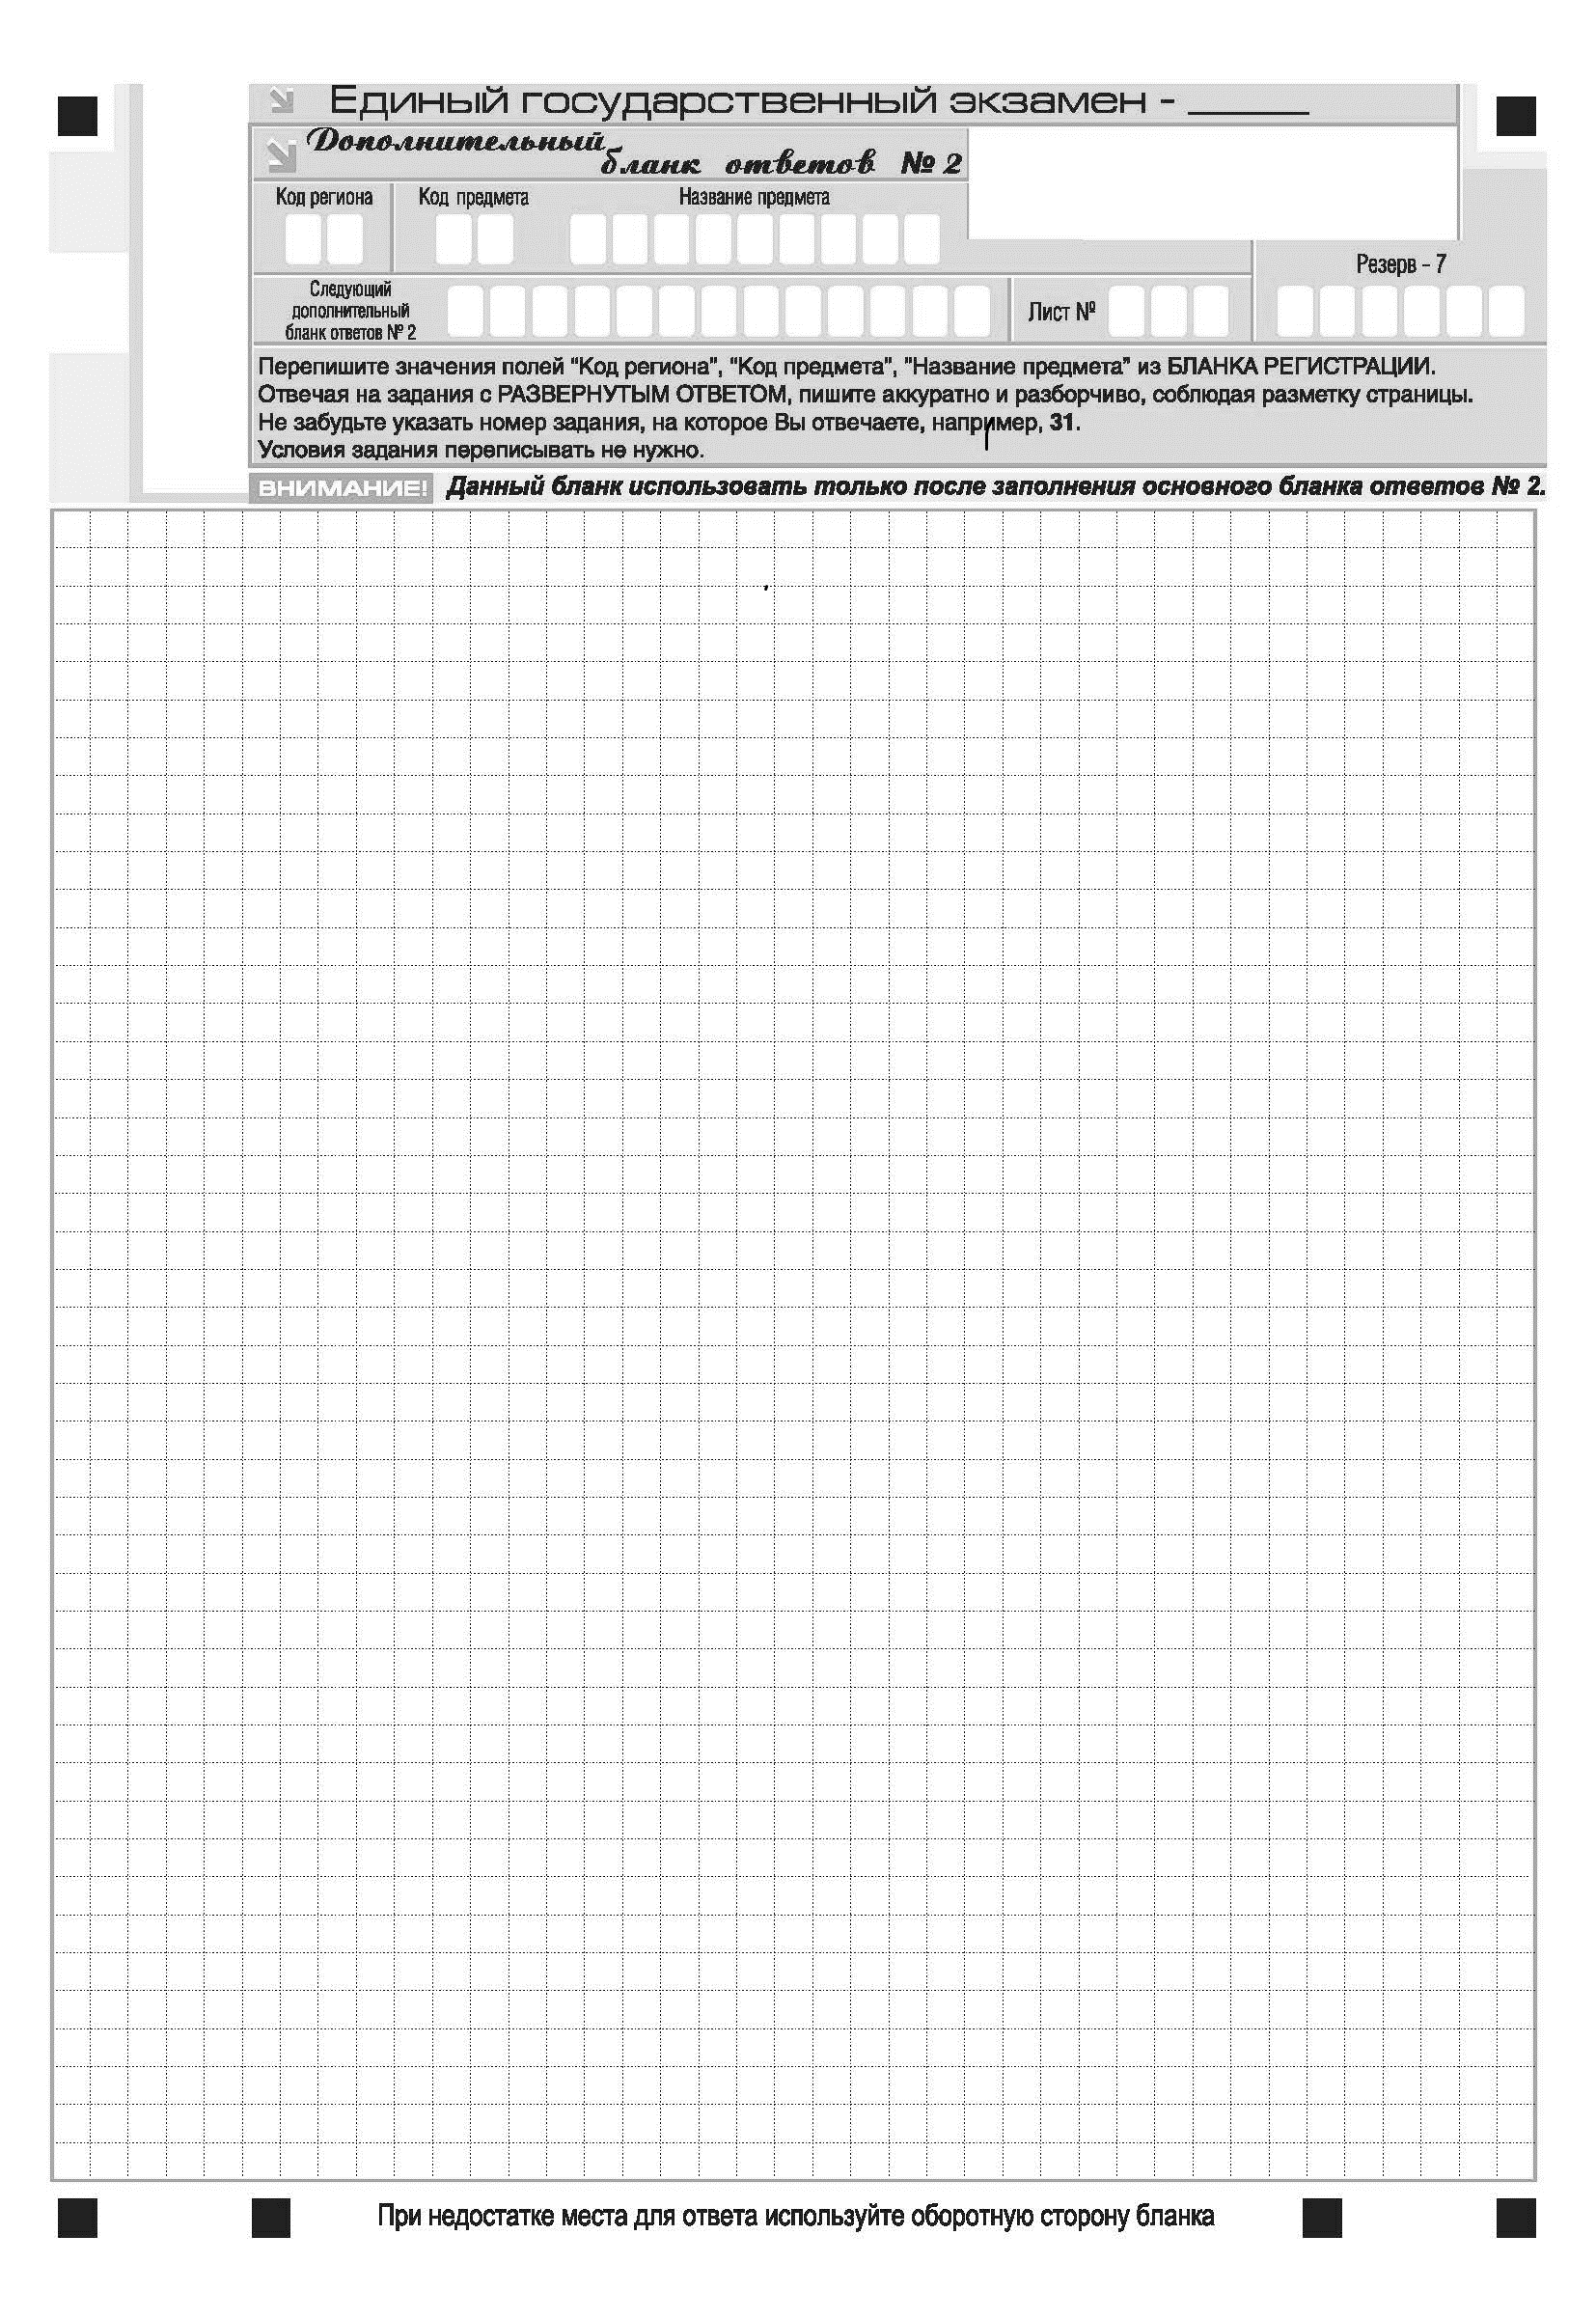 Единый государственный экзамен - ______
Дополнительный
бланк ответов № 2
Код региона Код предмета Название предмета
Резерв - 7
Следующий
дополнительный
бланк ответов № 2
Лист №
Перепишите значения полей “Код региона”, “Код предмета”, "Название предмета” из БЛАНКА РЕГИСТРАЦИИ.
Отвечая на задания с РАЗВЕРНУТЫМ ОТВЕТОМ, пишите аккуратно и разборчиво, соблюдая разметку страницы.
Не забудьте указать номер задания, на которое Вы отвечаете, например, 31.
Условия задания переписывать не нужно.
ВНИМАНИЕ! Данный бланк использовать только после заполнения основного бланка ответов № 2.
При недостатке места для ответа используйте оборотную сторону бланка